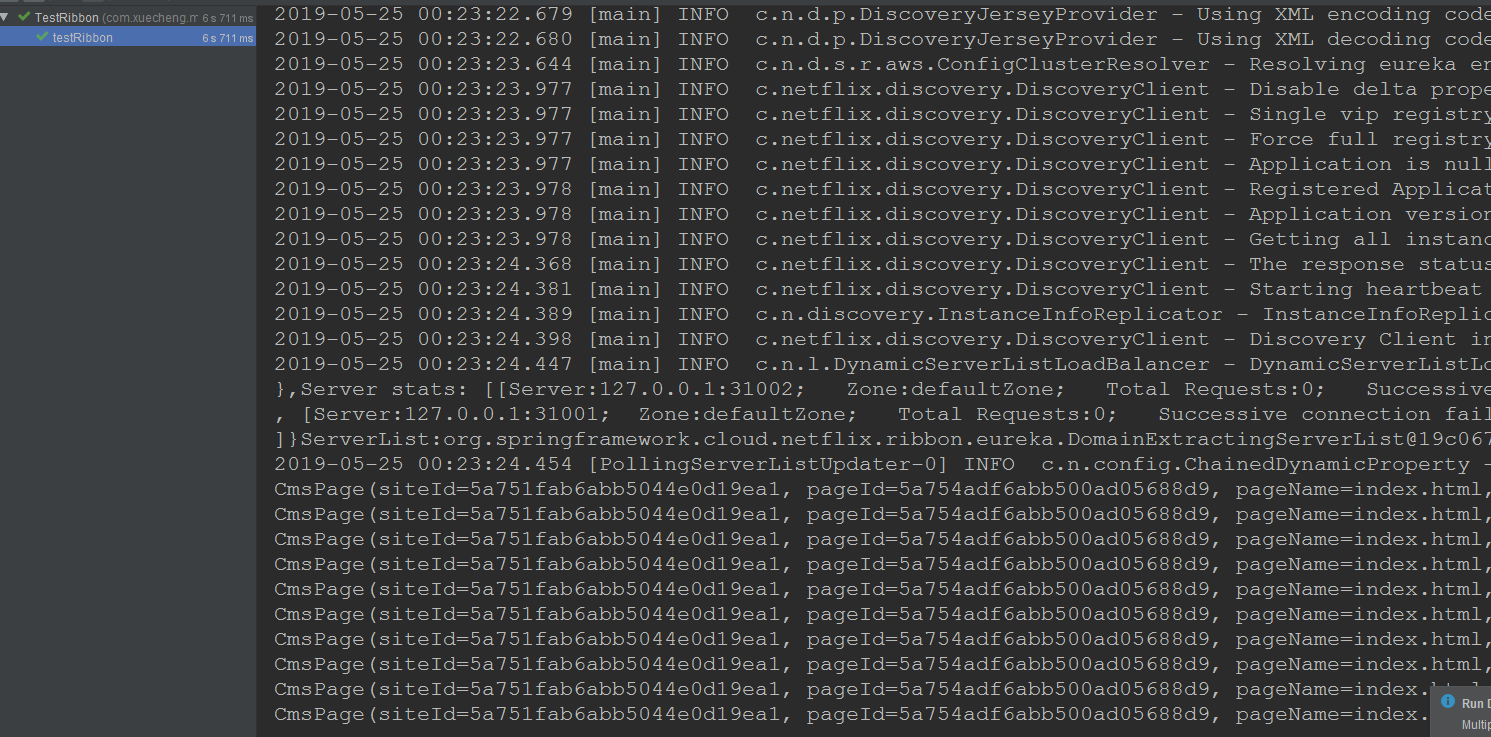 TestRibbon (com.xuecheng.m 6 s 711 ms
testRibbon 6 s 711 ms
2019-05-25 00:23:22.679 [main] INFO  c.n.d.p.DiscoveryJerseyProvider - Using XML encoding code
2019-05-25 00:23:22.680 [main] INFO  c.n.d.p.DiscoveryJerseyProvider - Using XML decoding code
2019-05-25 00:23:23.644 [main] INFO  c.n.d.s.r.aws.ConfigClusterResolver - Resolving eureka en
2019-05-25 00:23:23.977 [main] INFO  c.netflix.discovery.DiscoveryClient - Disable delta prope
2019-05-25 00:23:23.977 [main] INFO  c.netflix.discovery.DiscoveryClient - Single vip registry
2019-05-25 00:23:23.977 [main] INFO  c.netflix.discovery.DiscoveryClient - Force full registry
2019-05-25 00:23:23.977 [main] INFO  c.netflix.discovery.DiscoveryClient - Application is null
2019-05-25 00:23:23.978 [main] INFO  c.netflix.discovery.DiscoveryClient - Registered Applicat
2019-05-25 00:23:23.978 [main] INFO  c.netflix.discovery.DiscoveryClient - Application version
2019-05-25 00:23:23.978 [main] INFO  c.netflix.discovery.DiscoveryClient - Getting all instanc
2019-05-25 00:23:24.368 [main] INFO  c.netflix.discovery.DiscoveryClient - The response status
2019-05-25 00:23:24.381 [main] INFO  c.netflix.discovery.DiscoveryClient - Starting heartbeat
2019-05-25 00:23:24.389 [main] INFO  c.n.discovery.InstanceInfoReplicator - InstanceInfoReplic
2019-05-25 00:23:24.398 [main] INFO  c.netflix.discovery.DiscoveryClient - Discovery Client in
2019-05-25 00:23:24.447 [main] INFO  c.n.l.DynamicServerListLoadBalancer - DynamicServerListLo
},Server stats: [[Server:127.0.0.1:31002;   Zone:defaultZone;   Total Requests:0;   Successive
, [Server:127.0.0.1:31001;  Zone:defaultZone;   Total Requests:0;   Successive connection fail
]}ServerList:org.springframework.cloud.netflix.ribbon.eureka.DomainExtractingServerList@19c067
2019-05-25 00:23:24.454 [PollingServerListUpdater-0] INFO  c.n.config.ChainedDynamicProperty -
CmsPage(siteId=5a751fab6abb5044e0d19ea1, pageId=5a754adf6abb500ad05688d9, pageName=index.html,
CmsPage(siteId=5a751fab6abb5044e0d19ea1, pageId=5a754adf6abb500ad05688d9, pageName=index.html,
CmsPage(siteId=5a751fab6abb5044e0d19ea1, pageId=5a754adf6abb500ad05688d9, pageName=index.html,
CmsPage(siteId=5a751fab6abb5044e0d19ea1, pageId=5a754adf6abb500ad05688d9, pageName=index.html,
CmsPage(siteId=5a751fab6abb5044e0d19ea1, pageId=5a754adf6abb500ad05688d9, pageName=index.html,
CmsPage(siteId=5a751fab6abb5044e0d19ea1, pageId=5a754adf6abb500ad05688d9, pageName=index.html,
CmsPage(siteId=5a751fab6abb5044e0d19ea1, pageId=5a754adf6abb500ad05688d9, pageName=index.html,
CmsPage(siteId=5a751fab6abb5044e0d19ea1, pageId=5a754adf6abb500ad05688d9, pageName=index.html,
CmsPage(siteId=5a751fab6abb5044e0d19ea1, pageId=5a754adf6abb500ad05688d9, pageName=index.
CmsPage(siteId=5a751fab6abb5044e0d19ea1, pageId=5a754adf6abb500ad05688d9, pageName=index.
Run D
Multip